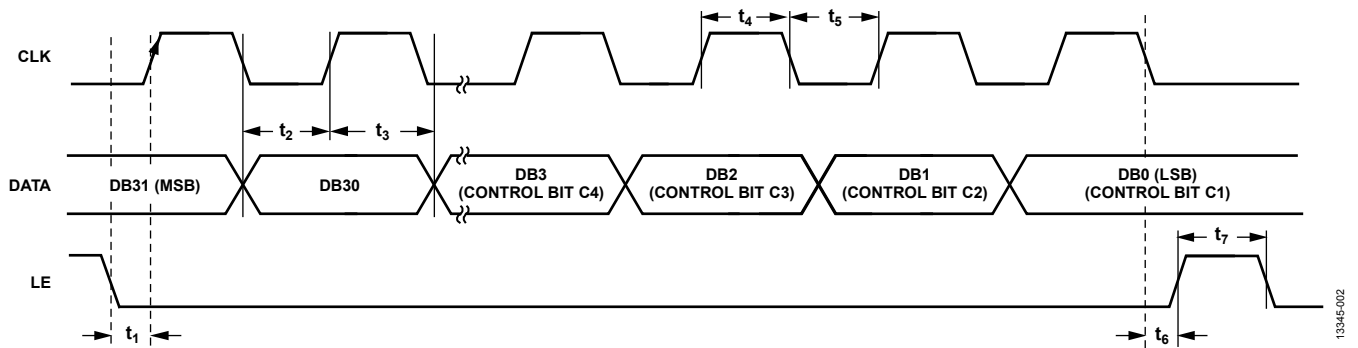 t4 t5
CLK
t2 t3
DATA
DB31 (MSB)
DB30
DB3
(CONTROL BIT C4)
DB2
(CONTROL BIT C3)
DB1
(CONTROL BIT C2)
DB0 (LSB)
(CONTROL BIT C1)
t7
LE
t1
t6
13345-002